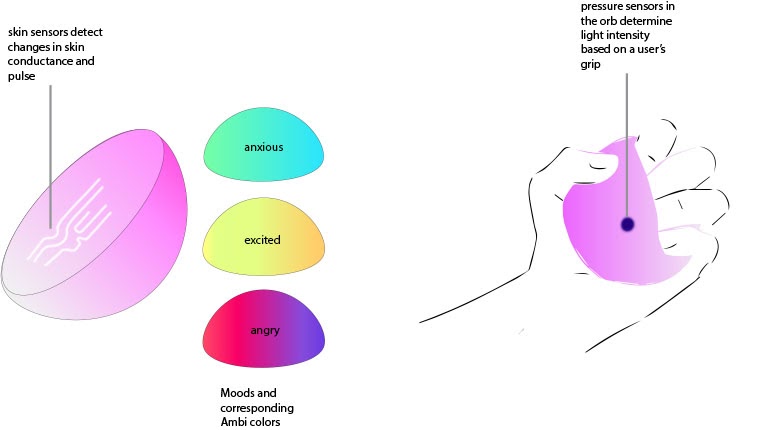 skin sensors detect
changes in skin
conductance and
pulse
anxious
excited
angry
Moods and
corresponding
Ambi colors
pressure sensors in
the orb determine
light intensity
based on a user's
grip